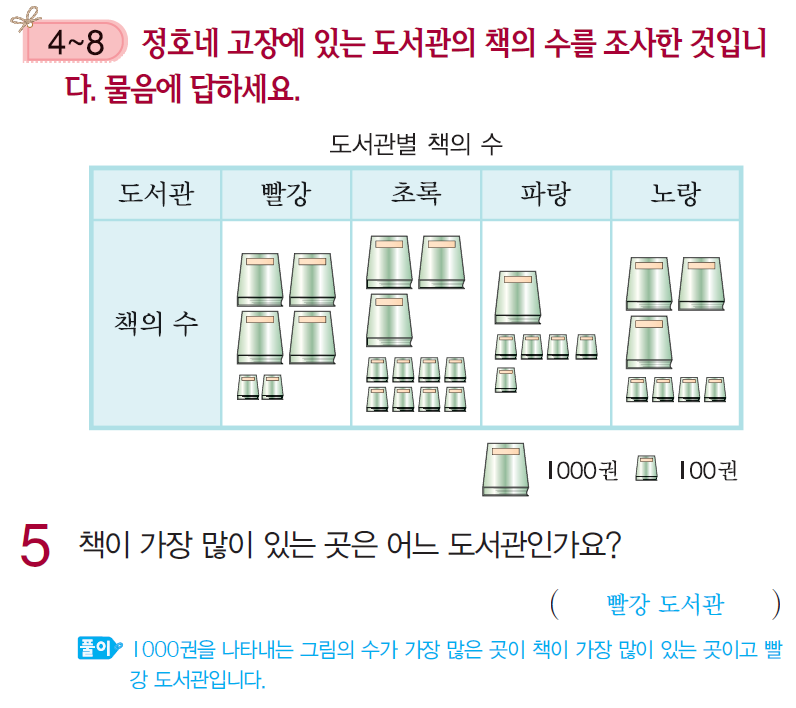 4~8 정호네 고장에 있는 도서관의 책의 수를 조사한 것입니
다. 물음에 답하세요.
도서관별 책의 수
도서관 빨강 초록 파랑 노랑
책의 수
1000권 100권
5 책이 가장 많이 있는 곳은 어느 도서관인가요?
( 빨강 도서관 )
풀이 1000권을 나타내는 그림의 수가 가장 많은 곳이 책이 가장 많이 있는 곳이고 빨
강 도서관입니다.